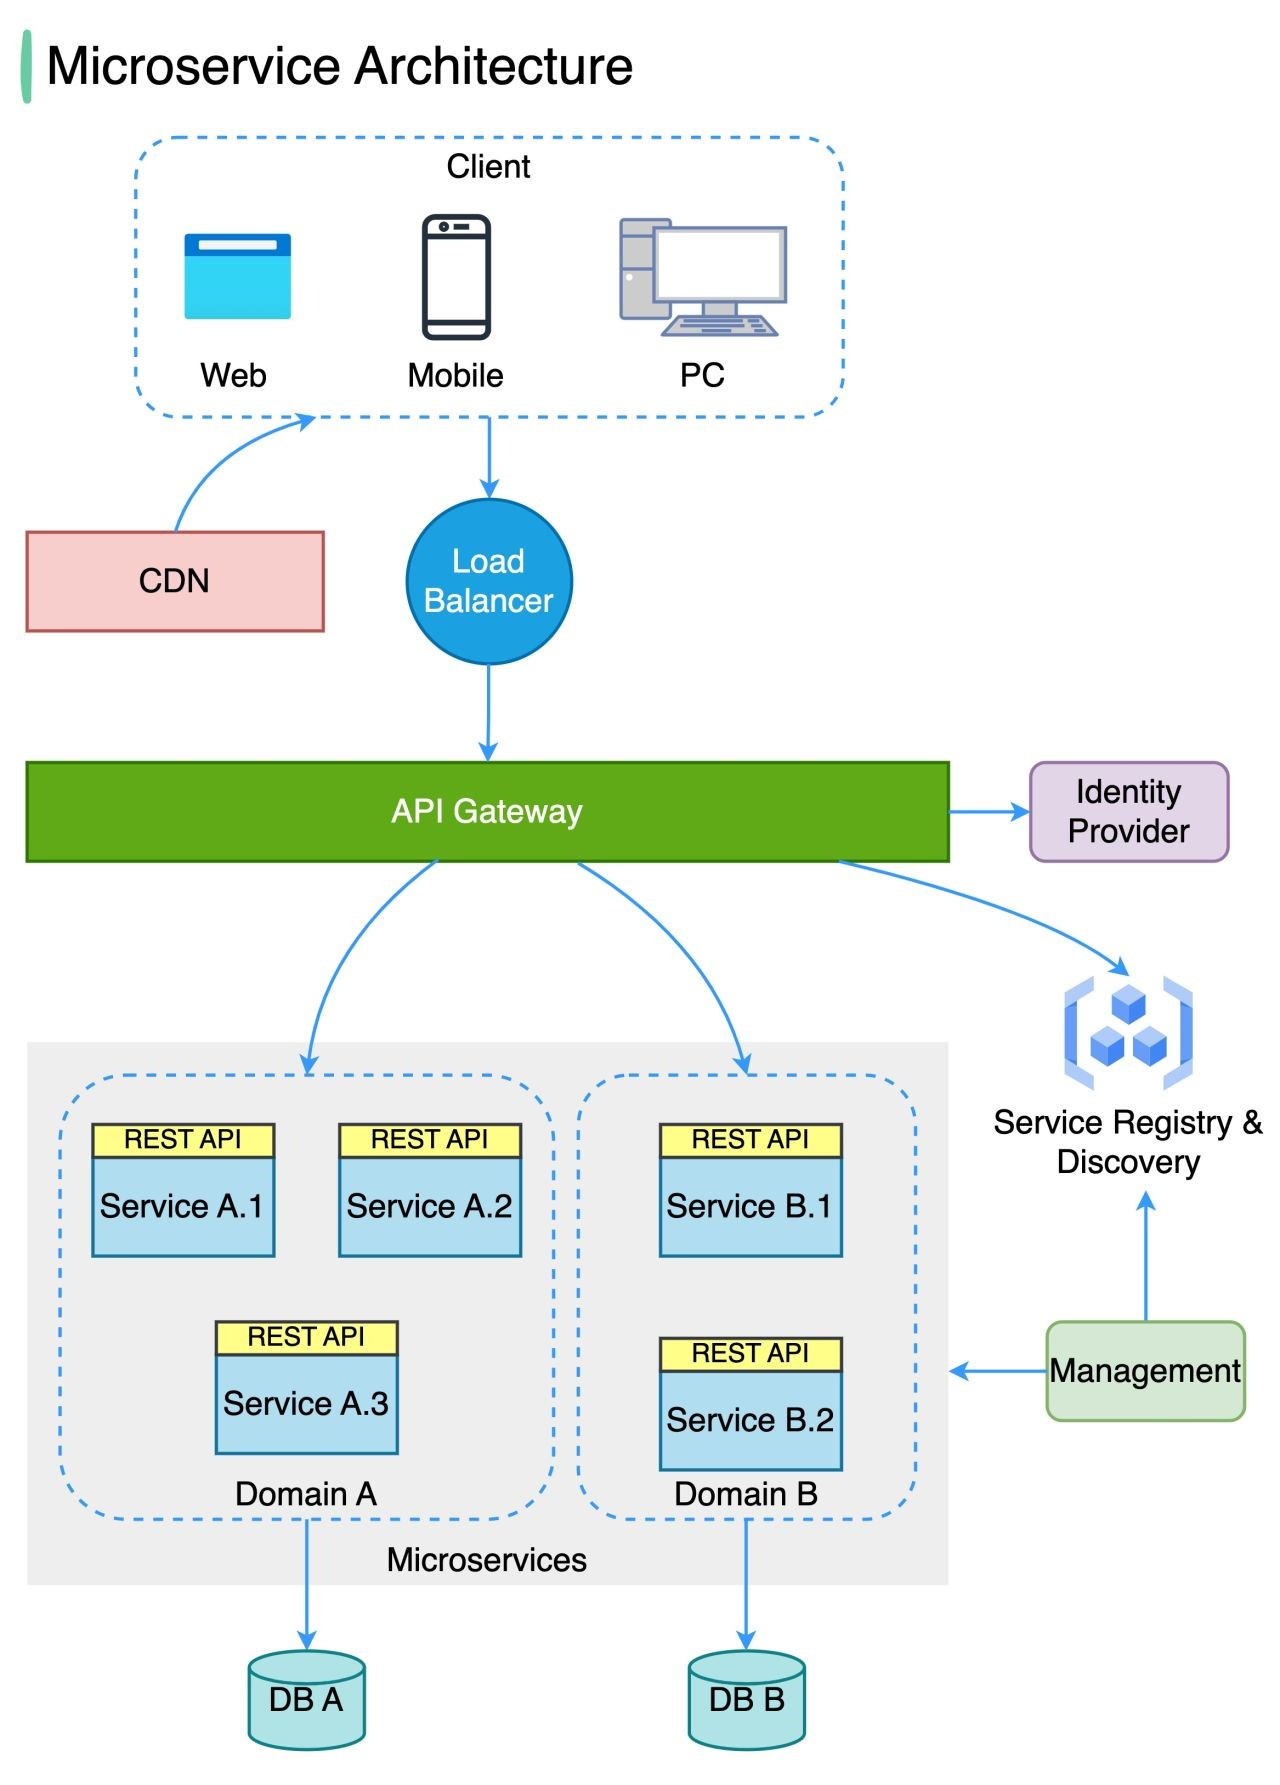 Microservice Architecture
Client
Web
Mobile
PC
CDN
Load
Balancer
API Gateway
Identity
Provider
Service Registry &
Discovery
REST API
Service A.1
REST API
Service A.2
REST API
Service A.3
Domain A
REST API
Service B.1
REST API
Service B.2
Domain B
Microservices
Management
DB A
DB B